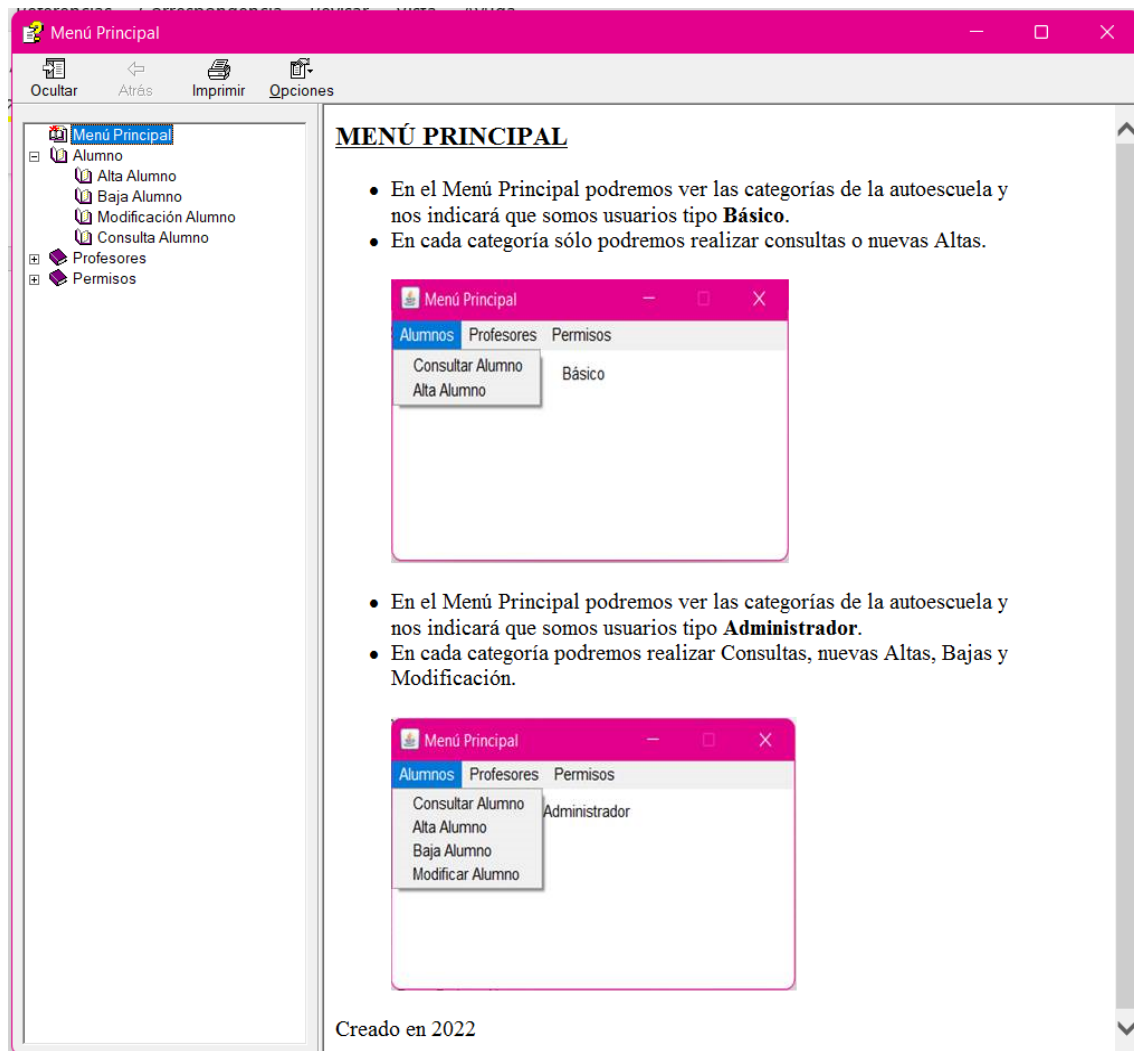 Referencias Correspondencia Revisar Vista Ayuda
Menú Principal
Ocultar Atrás Imprimir Opciones
Menú Principal
Alumno
Alta Alumno
Baja Alumno
Modificación Alumno
Consulta Alumno
Profesores
Permisos
MENÚ PRINCIPAL
• En el Menú Principal podremos ver las categorías de la autoescuela y
nos indicará que somos usuarios tipo Básico.
• En cada categoría sólo podremos realizar consultas o nuevas Altas.
Menú Principal
Alumnos Profesores Permisos
Consultar Alumno
Alta Alumno
Básico
• En el Menú Principal podremos ver las categorías de la autoescuela y
nos indicará que somos usuarios tipo Administrador.
• En cada categoría podremos realizar Consultas, nuevas Altas, Bajas y
Modificación.
Menú Principal
Alumnos Profesores Permisos
Consultar Alumno
Alta Alumno
Baja Alumno
Modificar Alumno
Administrador
Creado en 2022